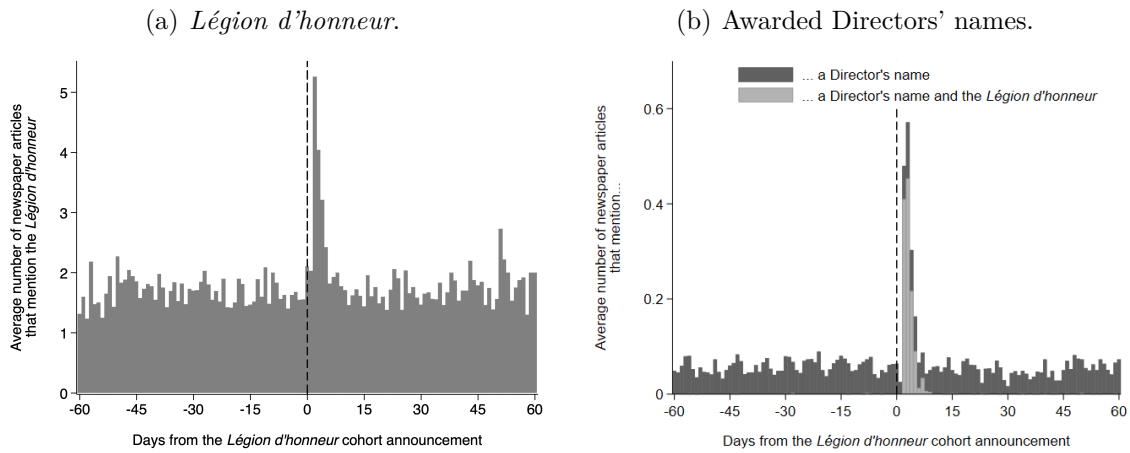 (a) Légion d’honneur.
Average number of newspaper articles
that mention the Légion d'honneur
5
4
3
2
1
0
-60 -45 -30 -15 0 15 30 45 60
Days from the Légion d'honneur cohort announcement
(b) Awarded Directors’ names.
... a Director's name
... a Director's name and the Légion d'honneur
Average number of newspaper articles
that mention...
0.6
0.4
0.2
0
-60 -45 -30 -15 0 15 30 45 60
Days from the Légion d'honneur cohort announcement